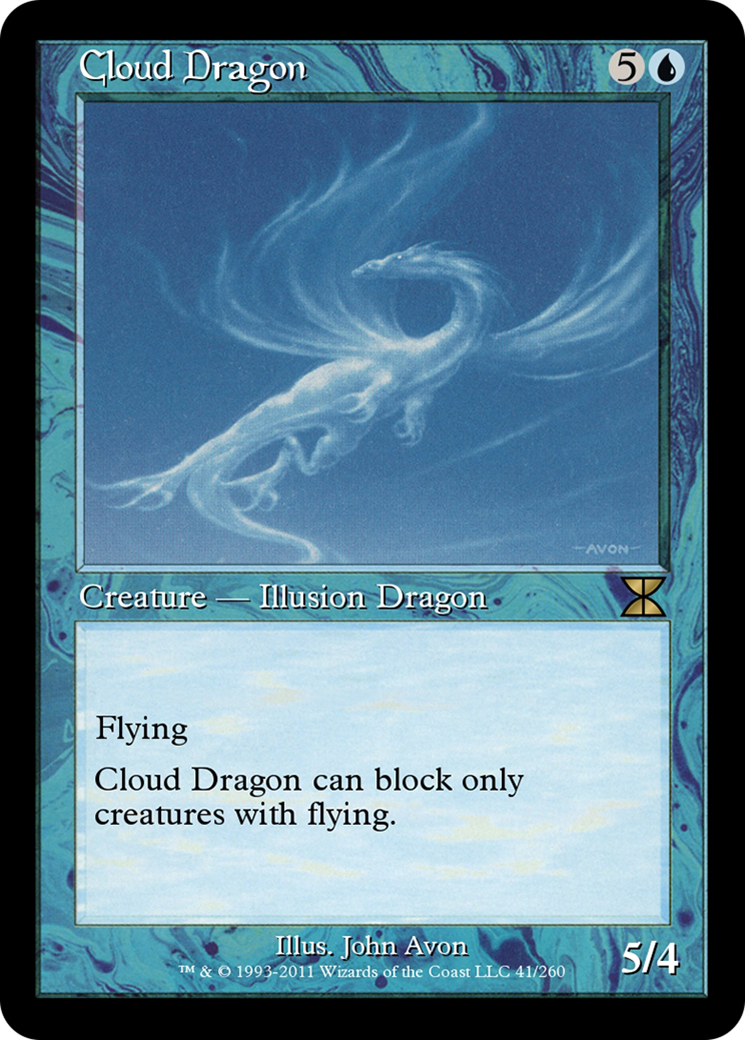 Cloud Dragon
5
AVON
Creature — Illusion Dragon
Flying
Cloud Dragon can block only
creatures with flying.
Illus. John Avon
™ & © 1993-2011 Wizards of the Coast LLC 41/260
5/4